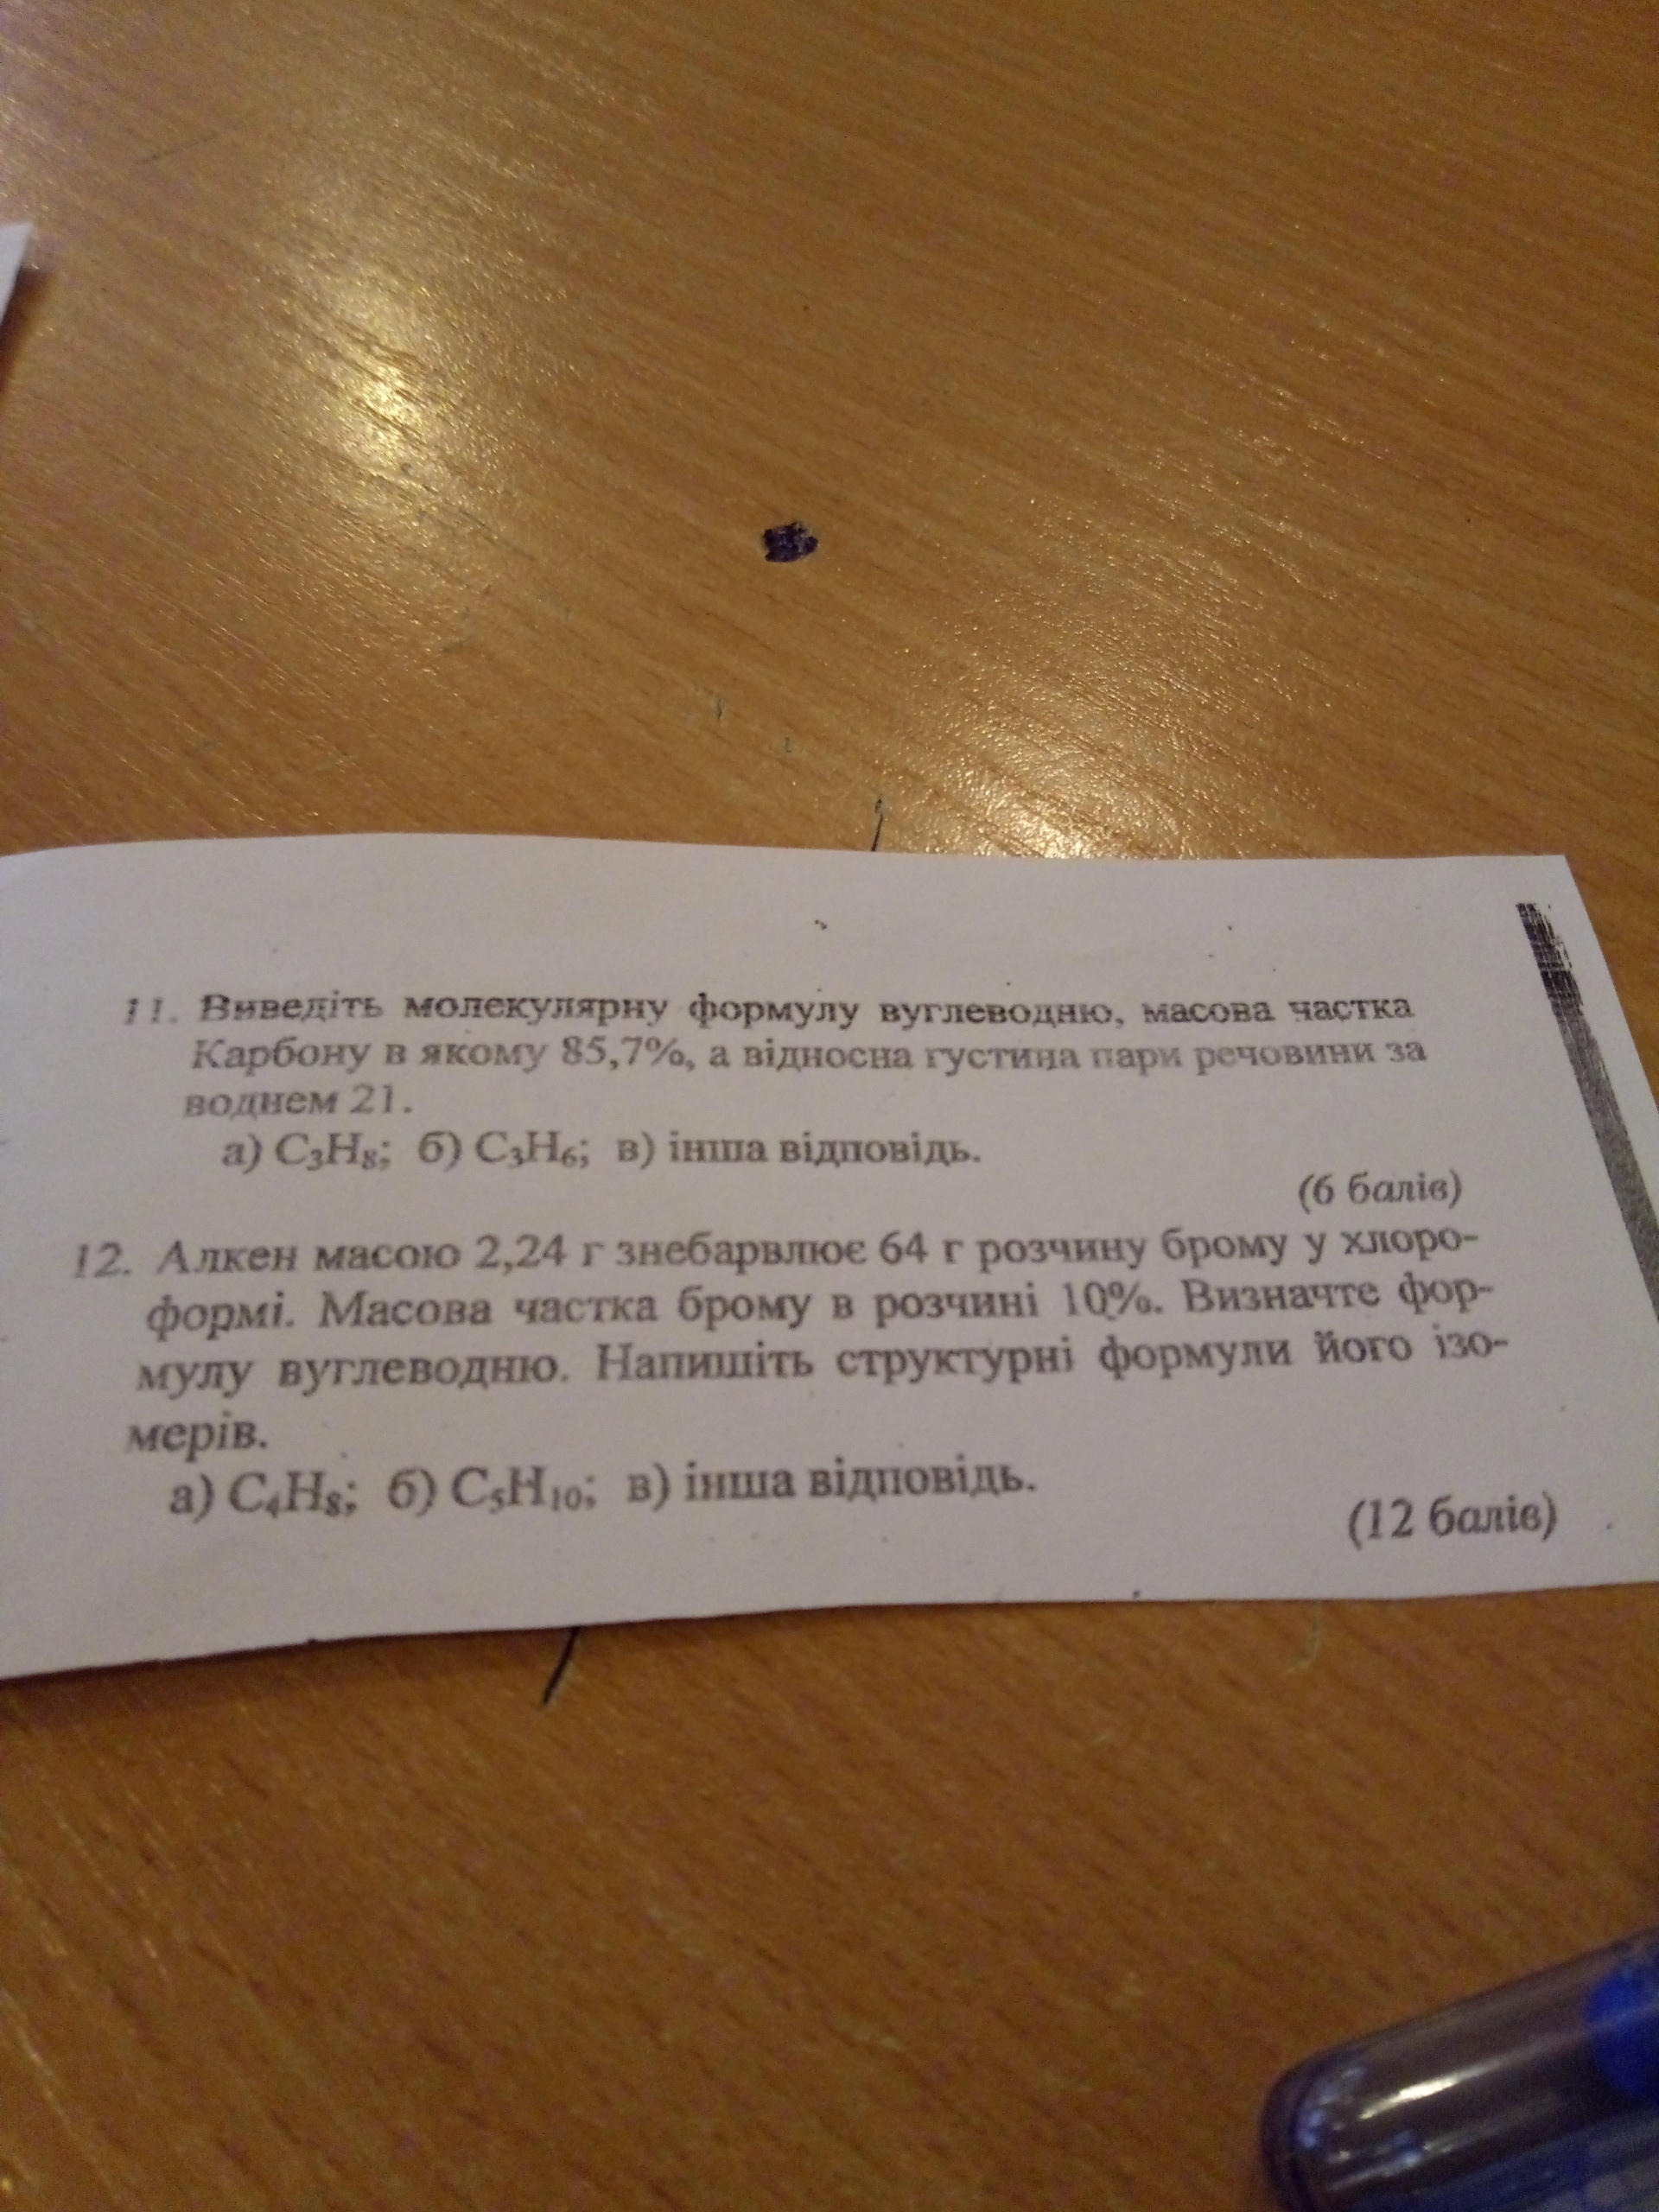 11. Виведіть молекулярну формулу вуглеводню, масова частка
Карбону в якому 85,7%, а відносна густина пари речовини за
воднем 21.
а) C₃H₈; б) C₃H₆; в) інша відповідь.
(6 балів)
12. Алкен масою 2,24 г знебарвлює 64 г розчину брому у хлоро-
формі. Масова частка брому в розчині 10%. Визначте фор-
мулу вуглеводню. Напишіть структурні формули його ізо-
мерів.
а) C₄H₈; б) C₅H₁₀; в) інша відповідь.
(12 балів)